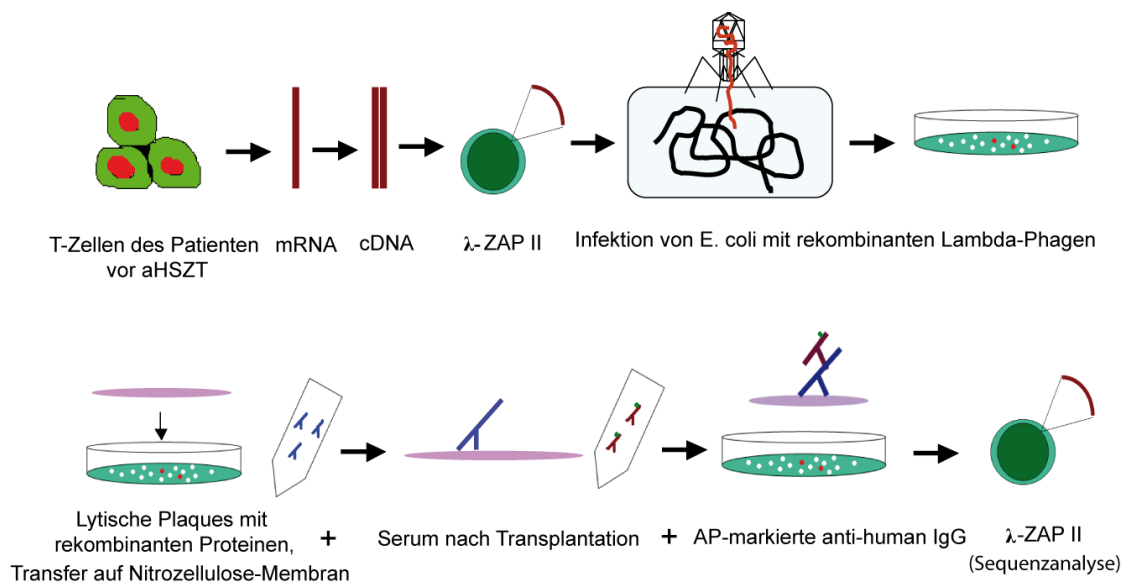 T-Zellen des Patienten
vor aHSZT
mRNA
cDNA
λ-ZAP II
Infektion von E. coli mit rekombinanten Lambda-Phagen
Lytische Plaques mit
rekombinanten Proteinen,
Transfer auf Nitrozellulose-Membran
+
Serum nach Transplantation
+
AP-markierte anti-human IgG
λ-ZAP II
(Sequenzanalyse)